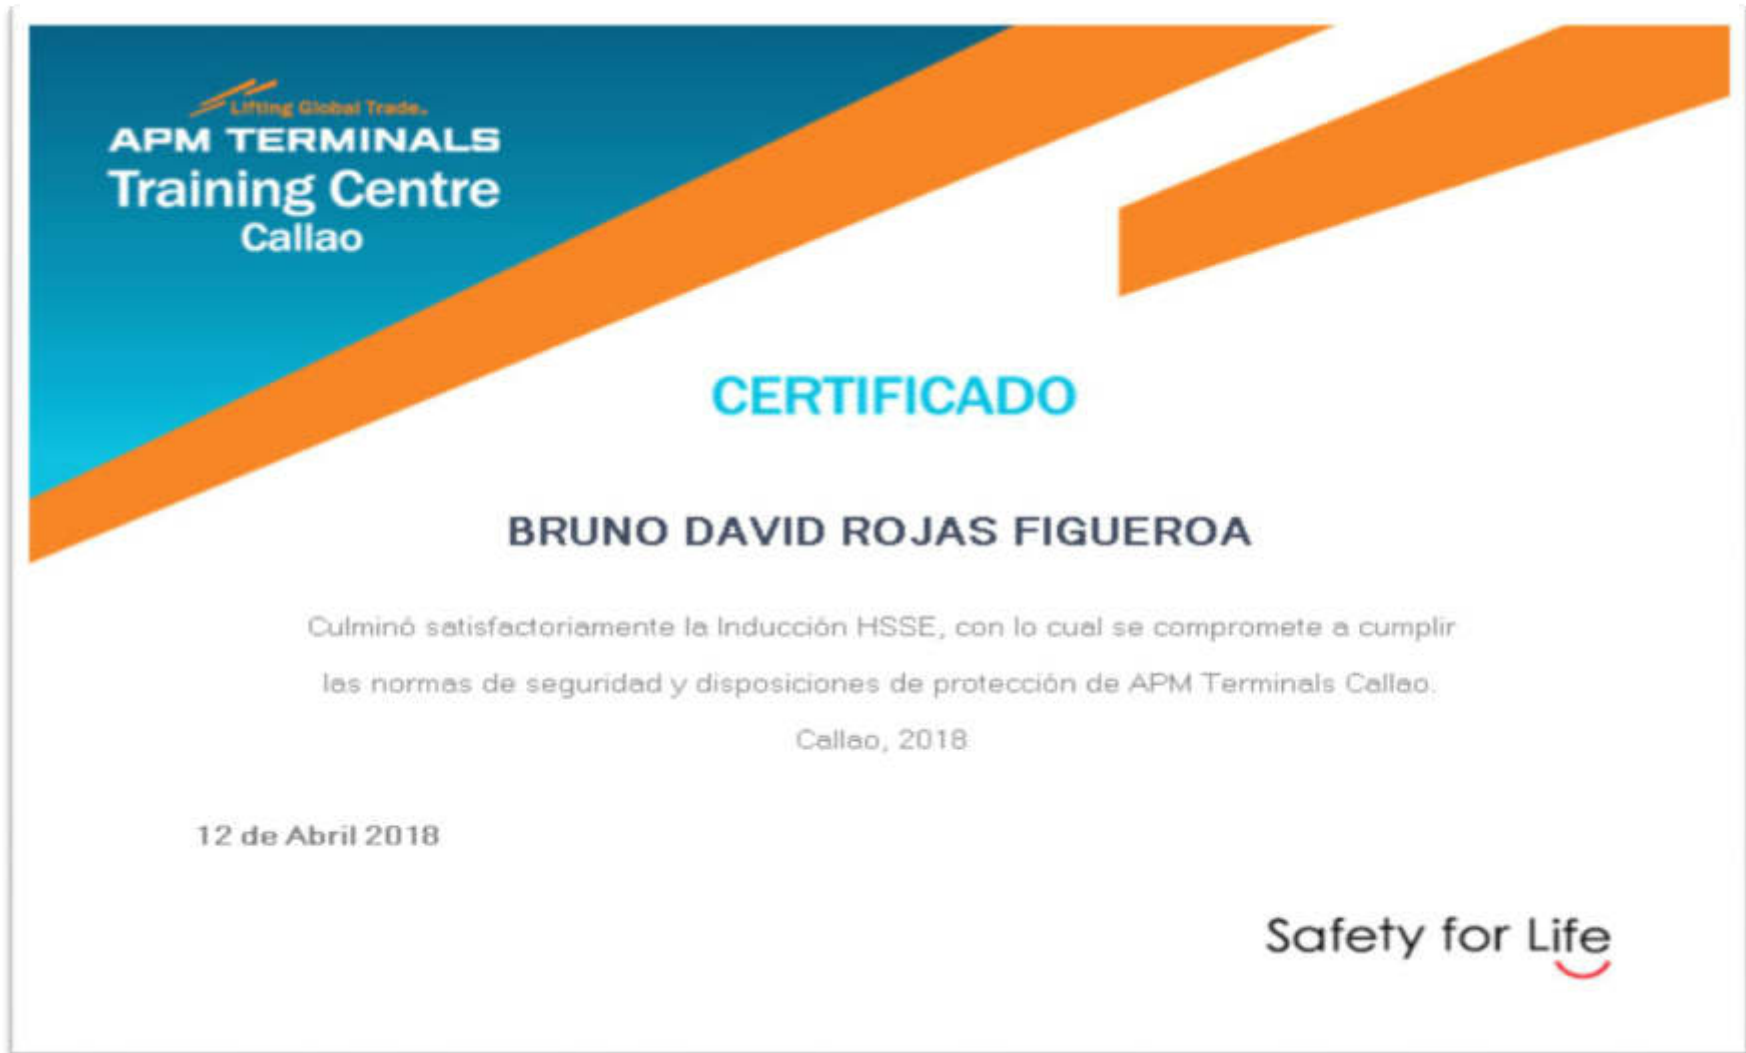 Lifting Global Trade.
APM TERMINALS
Training Centre
Callao
CERTIFICADO
BRUNO DAVID ROJAS FIGUEROA
Culminó satisfactoriamente la Inducción HSSE, con lo cual se compromete a cumplir
las normas de seguridad y disposiciones de protección de APM Terminals Callao.
Callao, 2018
12 de Abril 2018
Safety for Life